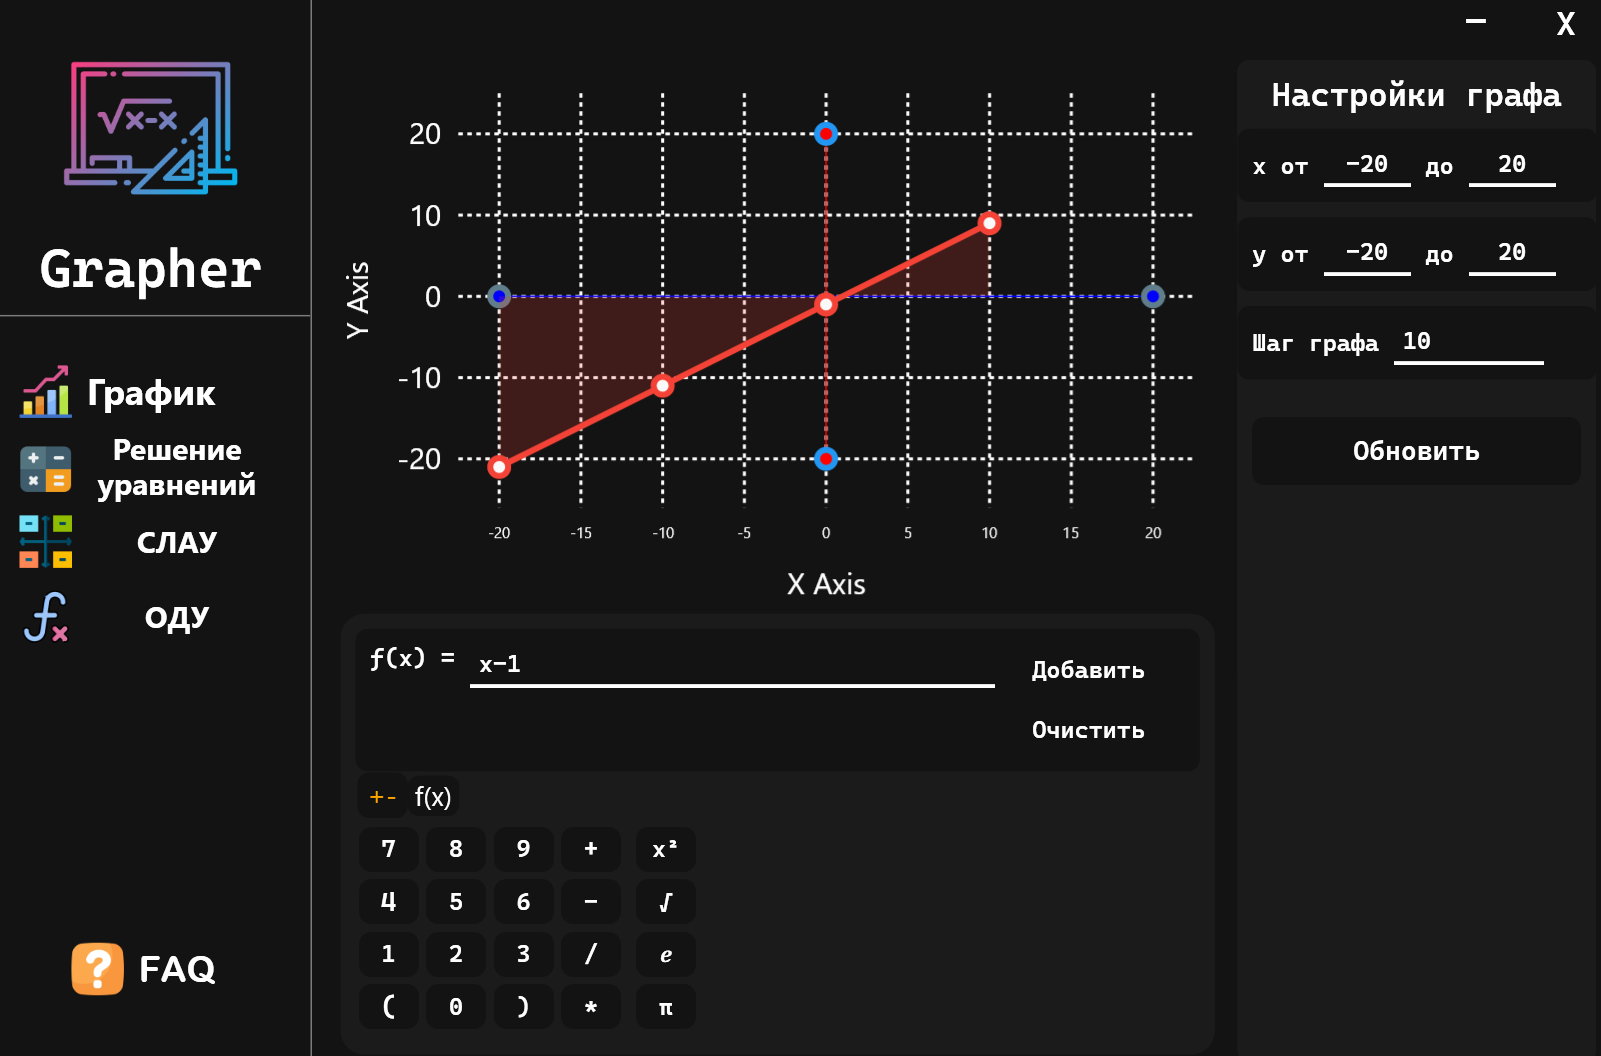 — X
√x-x
Grapher
График
Решение
уравнений
СЛАУ
ОДУ
FAQ
20
10
0
-10
-20
Y Axis
-20 -15 -10 -5 0 5 10 15 20
X Axis
f(x) = x-1
Добавить
Очистить
+- f(x)
7 8 9 + x²
4 5 6 - √
1 2 3 / e
( 0 ) * π
Настройки графа
x от -20 до 20
y от -20 до 20
Шаг графа 10
Обновить